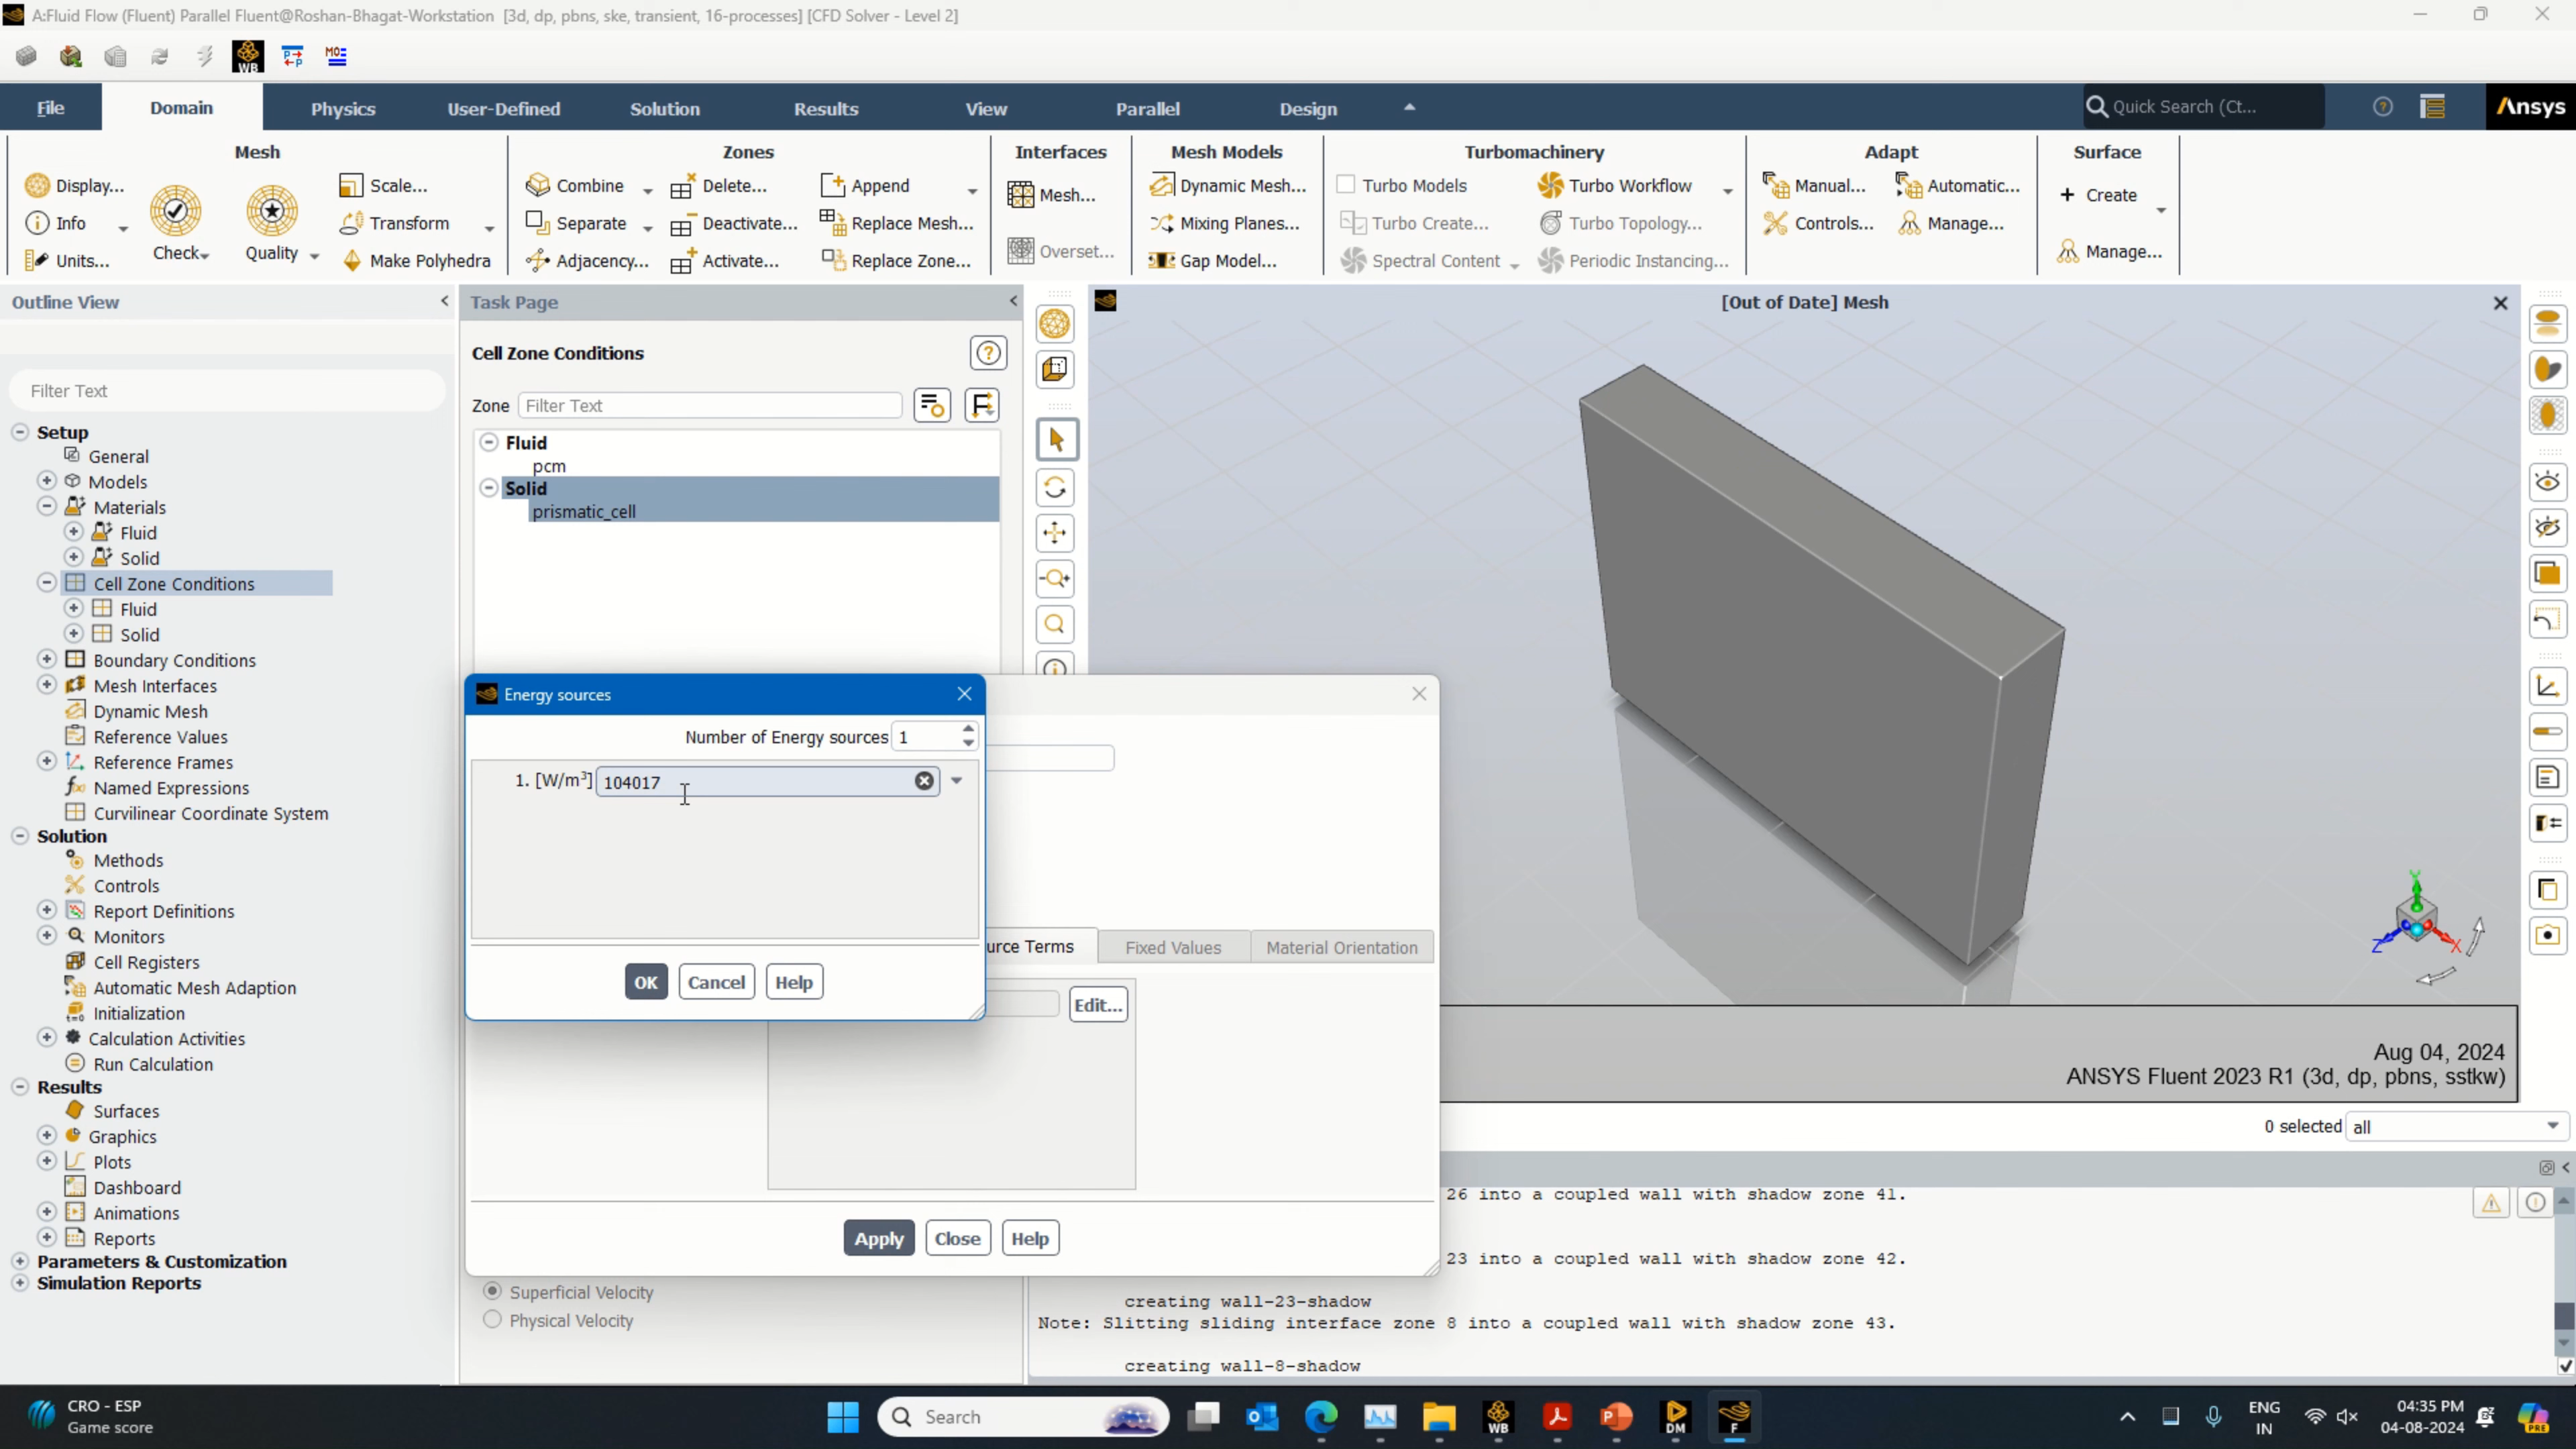 A:Fluid Flow (Fluent) Parallel Fluent@Roshan-Bhagat-Workstation [3d, dp, pbns, ske, transient, 16-processes] [CFD Solver - Level 2]
WB
File
Domain
Physics
User-Defined
Solution
Results
View
Parallel
Design
Quick Search (Ct...
Ansys
Mesh
Display...
Info
Units...
Check
Quality
Scale...
Transform
Make Polyhedra
Zones
Combine
Separate
Adjacency...
Delete...
Deactivate...
Activate...
Append
Replace Mesh...
Replace Zone...
Interfaces
Mesh...
Overset...
Mesh Models
Dynamic Mesh...
Mixing Planes...
Gap Model...
Turbomachinery
Turbo Models
Turbo Create...
Spectral Content
Turbo Workflow
Turbo Topology...
Periodic Instancing...
Adapt
Manual...
Controls...
Automatic...
Manage...
Surface
Create
Manage...
Outline View
Filter Text
Setup
General
Models
Materials
Fluid
Solid
Cell Zone Conditions
Fluid
Solid
Boundary Conditions
Mesh Interfaces
Dynamic Mesh
Reference Values
Reference Frames
Named Expressions
Curvilinear Coordinate System
Solution
Methods
Controls
Report Definitions
Monitors
Cell Registers
Automatic Mesh Adaption
Initialization
Calculation Activities
Run Calculation
Results
Surfaces
Graphics
Plots
Dashboard
Animations
Reports
Parameters & Customization
Simulation Reports
Task Page
Cell Zone Conditions
Zone Filter Text
Fluid
pcm
Solid
prismatic_cell
Energy sources
Number of Energy sources 1
1. [W/m³] 104017
OK Cancel Help
urce Terms
Fixed Values
Material Orientation
Edit...
Apply Close Help
Superficial Velocity
Physical Velocity
[Out of Date] Mesh
Y
Z
X
Aug 04, 2024
ANSYS Fluent 2023 R1 (3d, dp, pbns, sstkw)
0 selected all
26 into a coupled wall with shadow zone 41.
23 into a coupled wall with shadow zone 42.
creating wall-23-shadow
Note: Slitting sliding interface zone 8 into a coupled wall with shadow zone 43.
creating wall-8-shadow
CRO - ESP
Game score
Search
WB
DM
F
ENG
IN
04:35 PM
04-08-2024
PRE